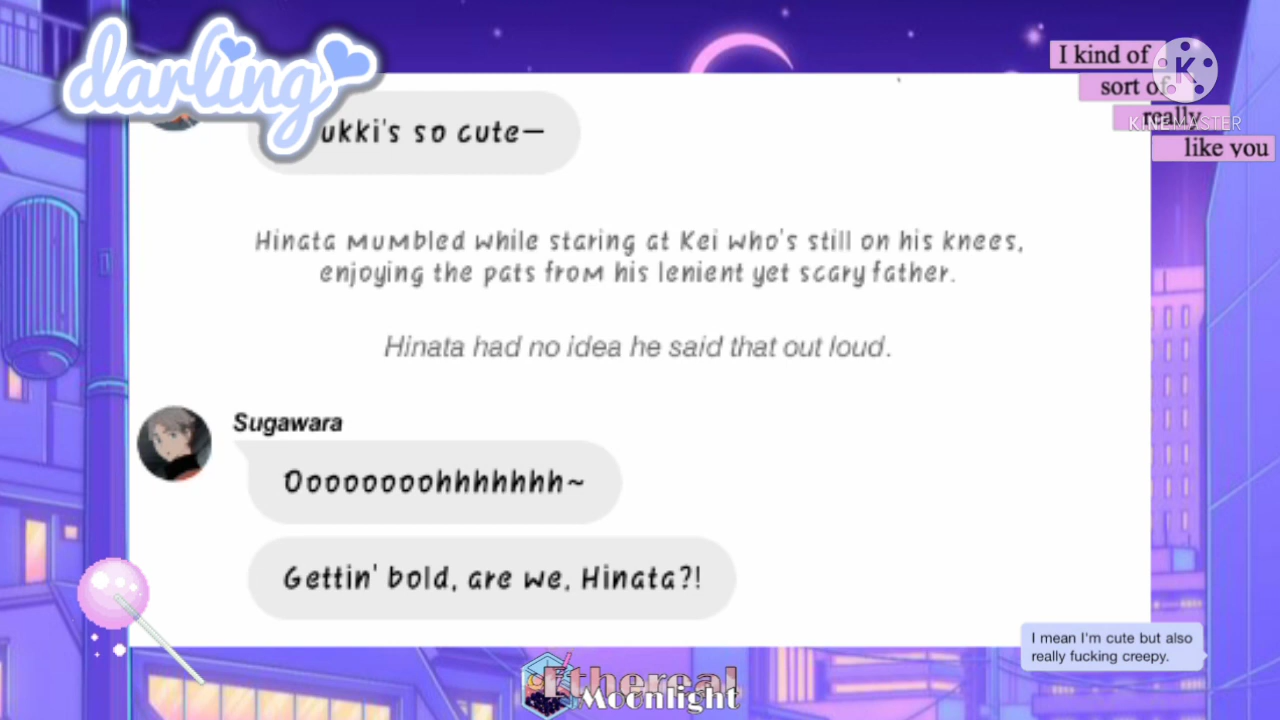 darling
I kind of
sort of
really
like you
KINEMASTER
ukki's so cute—
Hinata mumbled while staring at Kei who's still on his knees,
enjoying the pats from his lenient yet scary father.
Hinata had no idea he said that out loud.
Sugawara
Oooooooohhhhhhh~
Gettin' bold, are we, Hinata?!
I mean I'm cute but also
really fucking creepy.
Ethereal
Moonlight